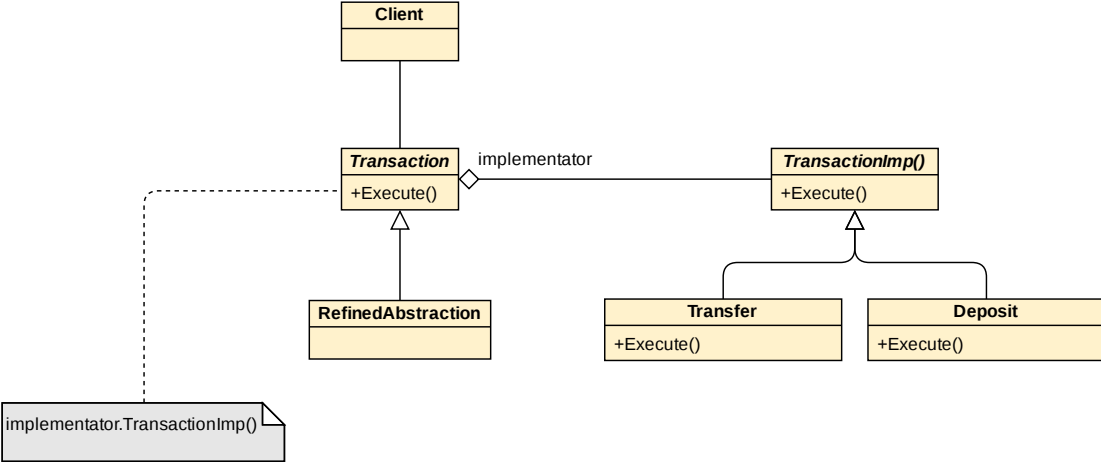 Client
Transaction
implementator
TransactionImp()
+Execute()
+Execute()
RefinedAbstraction
Transfer
Deposit
+Execute()
+Execute()
implementator.TransactionImp()